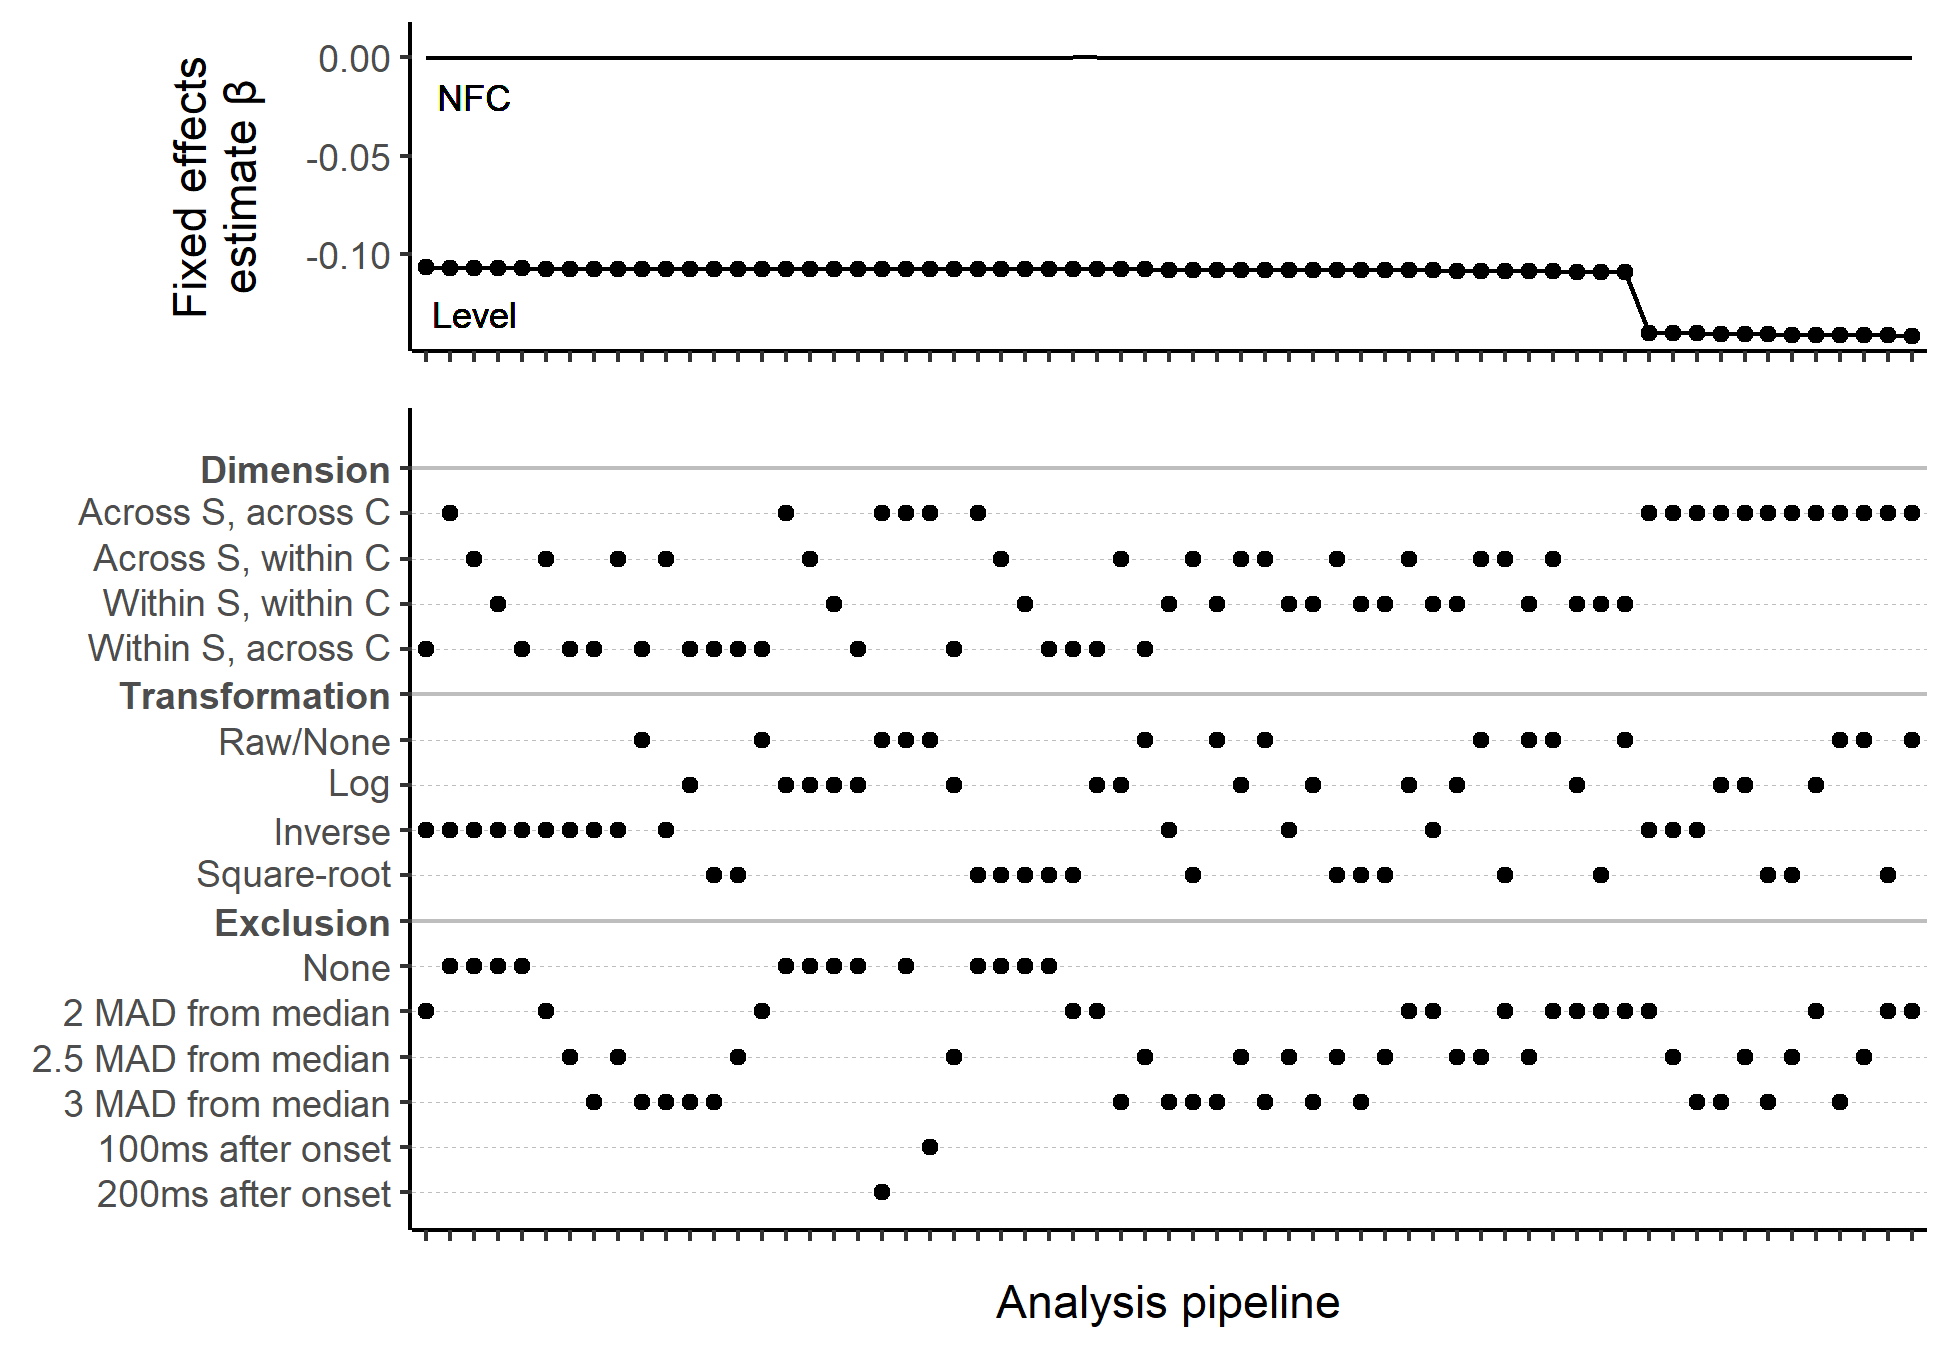 Fixed effects
estimate β
0.00
-0.05
-0.10
NFC
Level
Dimension
Across S, across C
Across S, within C
Within S, within C
Within S, across C
Transformation
Raw/None
Log
Inverse
Square-root
Exclusion
None
2 MAD from median
2.5 MAD from median
3 MAD from median
100ms after onset
200ms after onset
Analysis pipeline